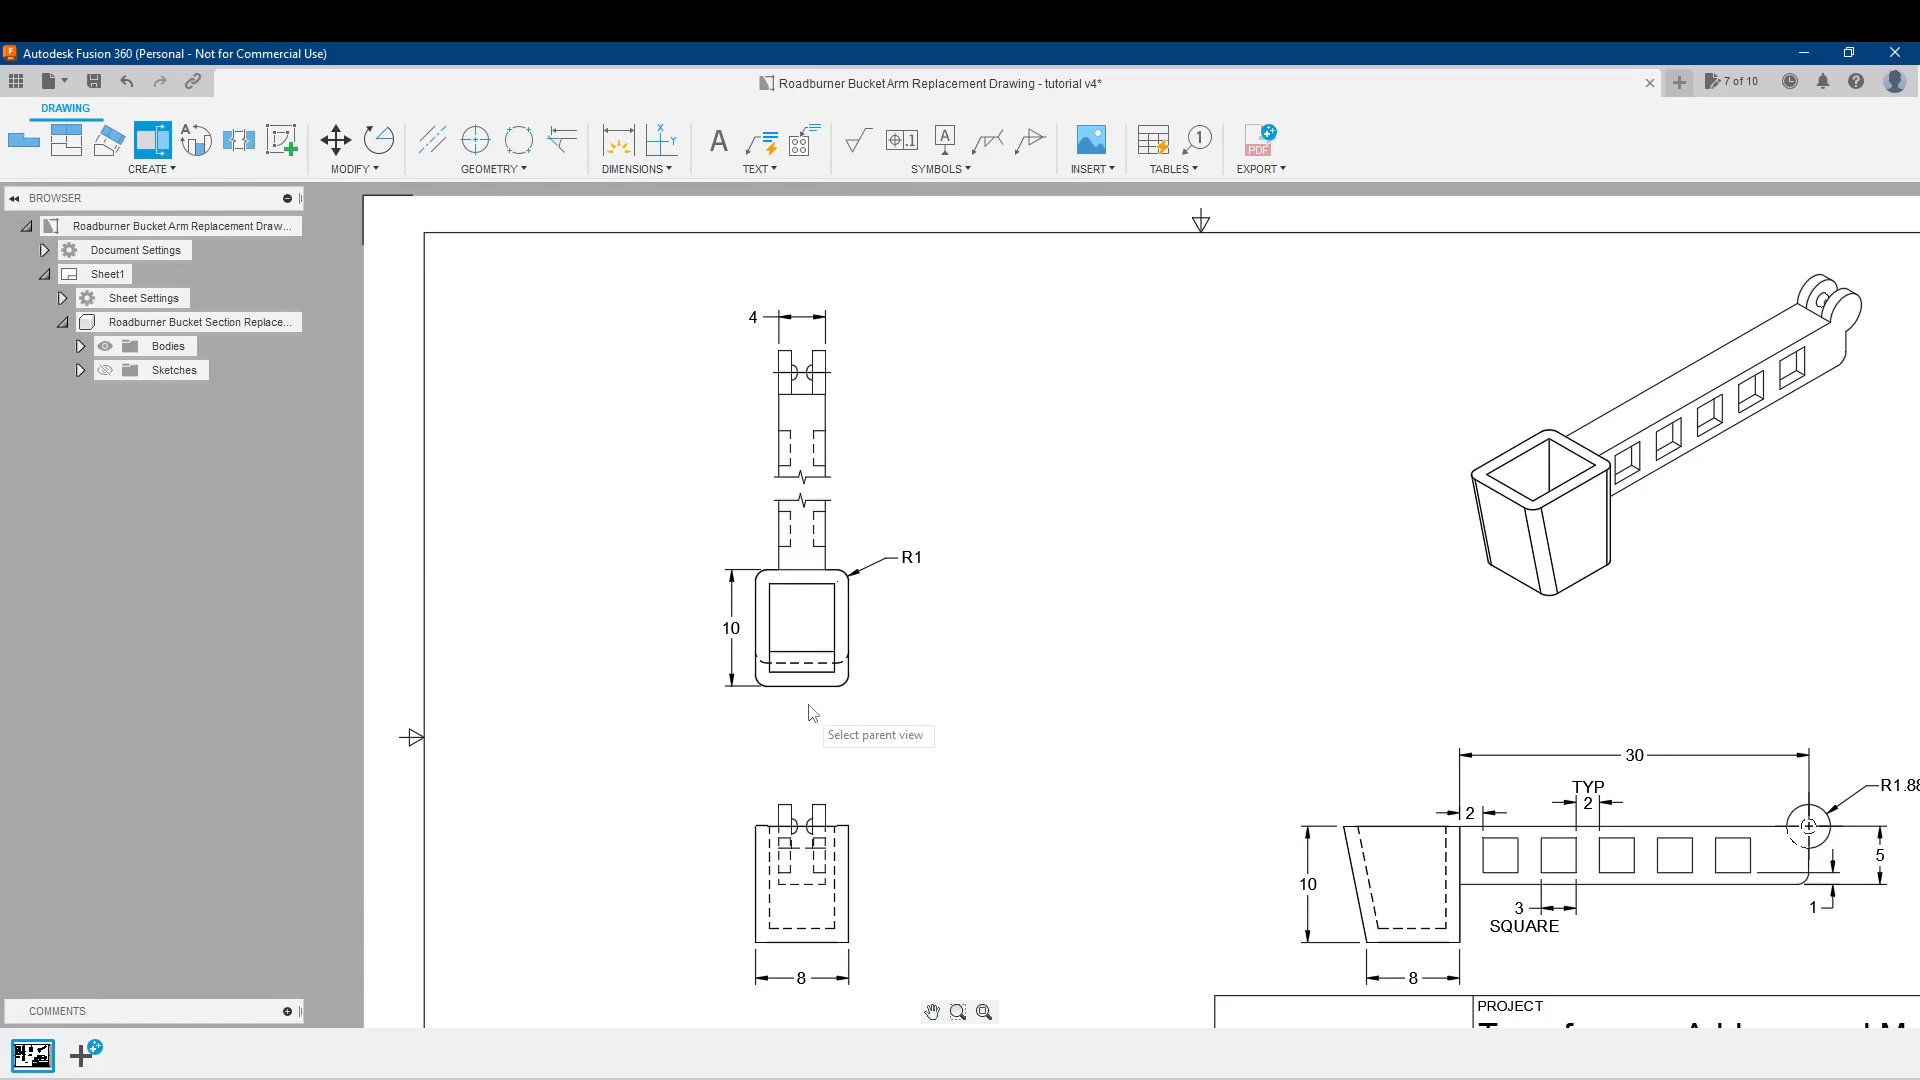 Autodesk Fusion 360 (Personal - Not for Commercial Use)
Roadburner Bucket Arm Replacement Drawing - tutorial v4*
7 of 10
DRAWING
CREATE
MODIFY
GEOMETRY
DIMENSIONS
TEXT
SYMBOLS
INSERT
TABLES
EXPORT
BROWSER
Roadburner Bucket Arm Replacement Draw...
Document Settings
Sheet1
Sheet Settings
Roadburner Bucket Section Replace...
Bodies
Sketches
4
R1
10
Select parent view
8
30
TYP
2
2
R1.88
5
10
3
SQUARE
1
8
PROJECT
COMMENTS